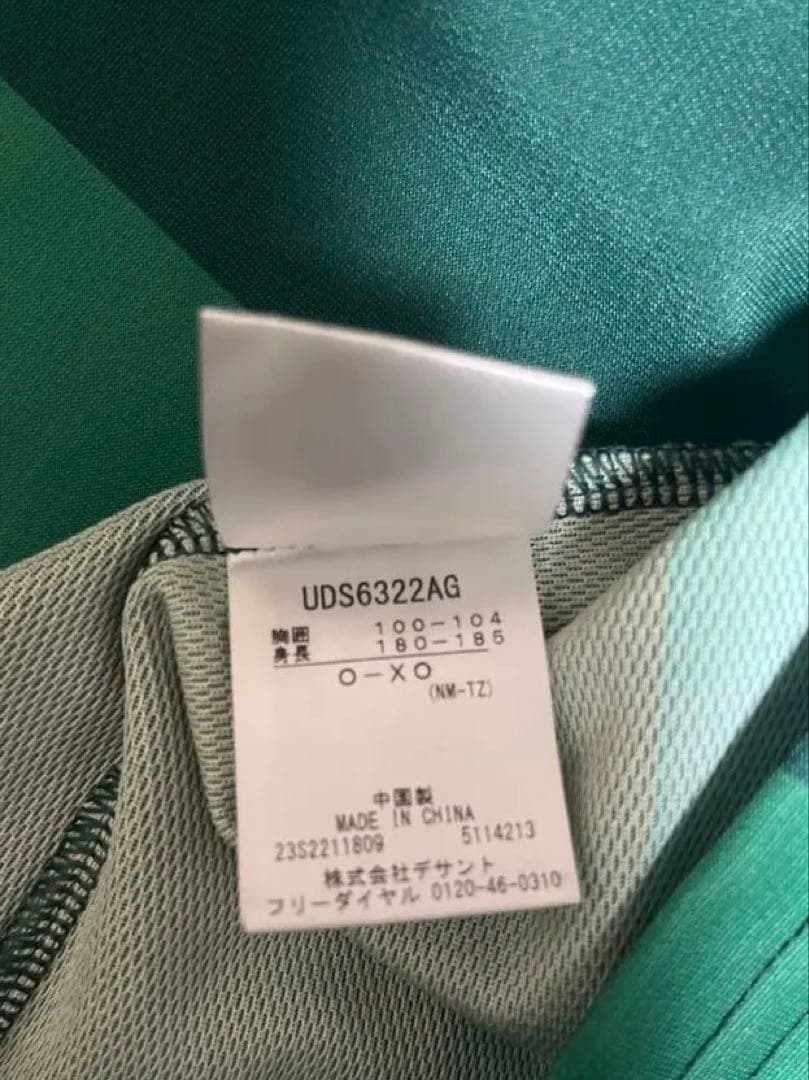 UDS6322AG
胸囲 100-104
身長 180-185
O-XO
(NM-TZ)
中国製
MADE IN CHINA
23S2211809 5114213
株式会社デサント
フリーダイヤル 0120-46-0310